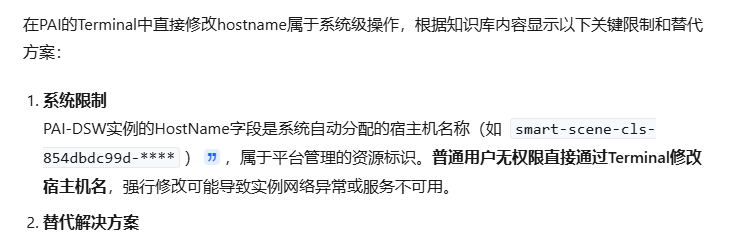 在PAI的Terminal中直接修改hostname属于系统级操作，根据知识库内容显示以下关键限制和替代
方案：
1. 系统限制
PAI-DSW实例的HostName字段是系统自动分配的宿主机名称（如 smart-scene-cls-
854dbdc99d-**** ） ，属于平台管理的资源标识。普通用户无权限直接通过Terminal修改
宿主机名，强行修改可能导致实例网络异常或服务不可用。
2. 替代解决方案